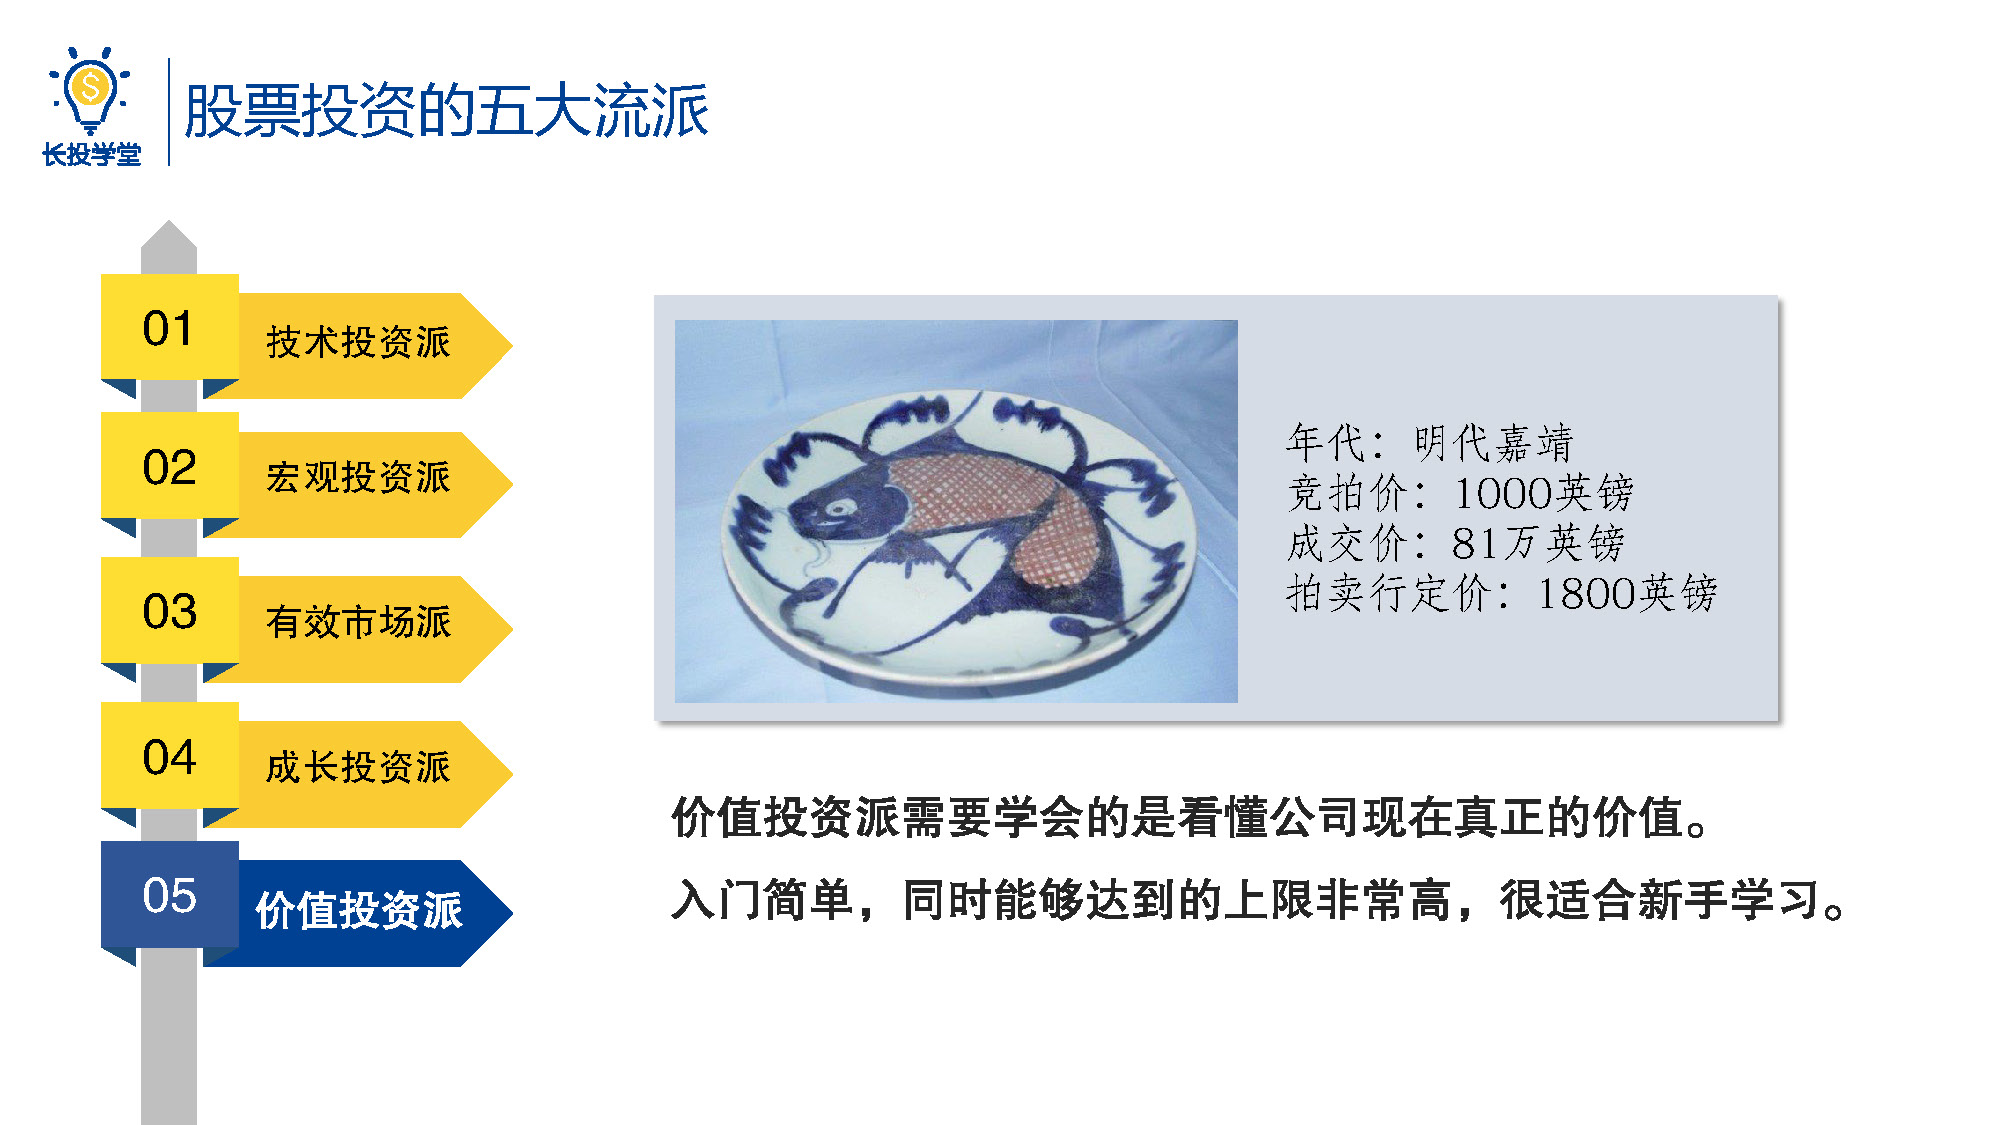 长投学堂
股票投资的五大流派
01
技术投资派
02
宏观投资派
03
有效市场派
04
成长投资派
05
价值投资派
年代：明代嘉靖
竞拍价：1000英镑
成交价：81万英镑
拍卖行定价：1800英镑
价值投资派需要学会的是看懂公司现在真正的价值。
入门简单，同时能够达到的上限非常高，很适合新手学习。